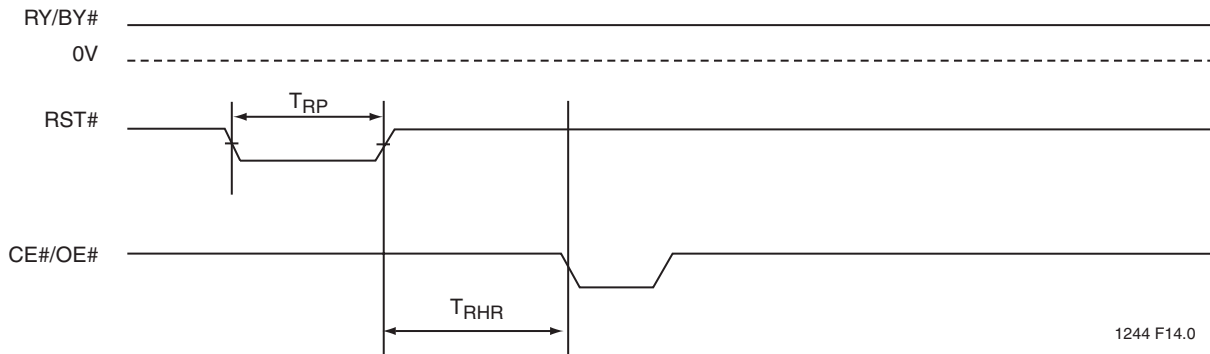 RY/BY#
0V
TRP
RST#
CE#/OE#
TRHR
1244 F14.0